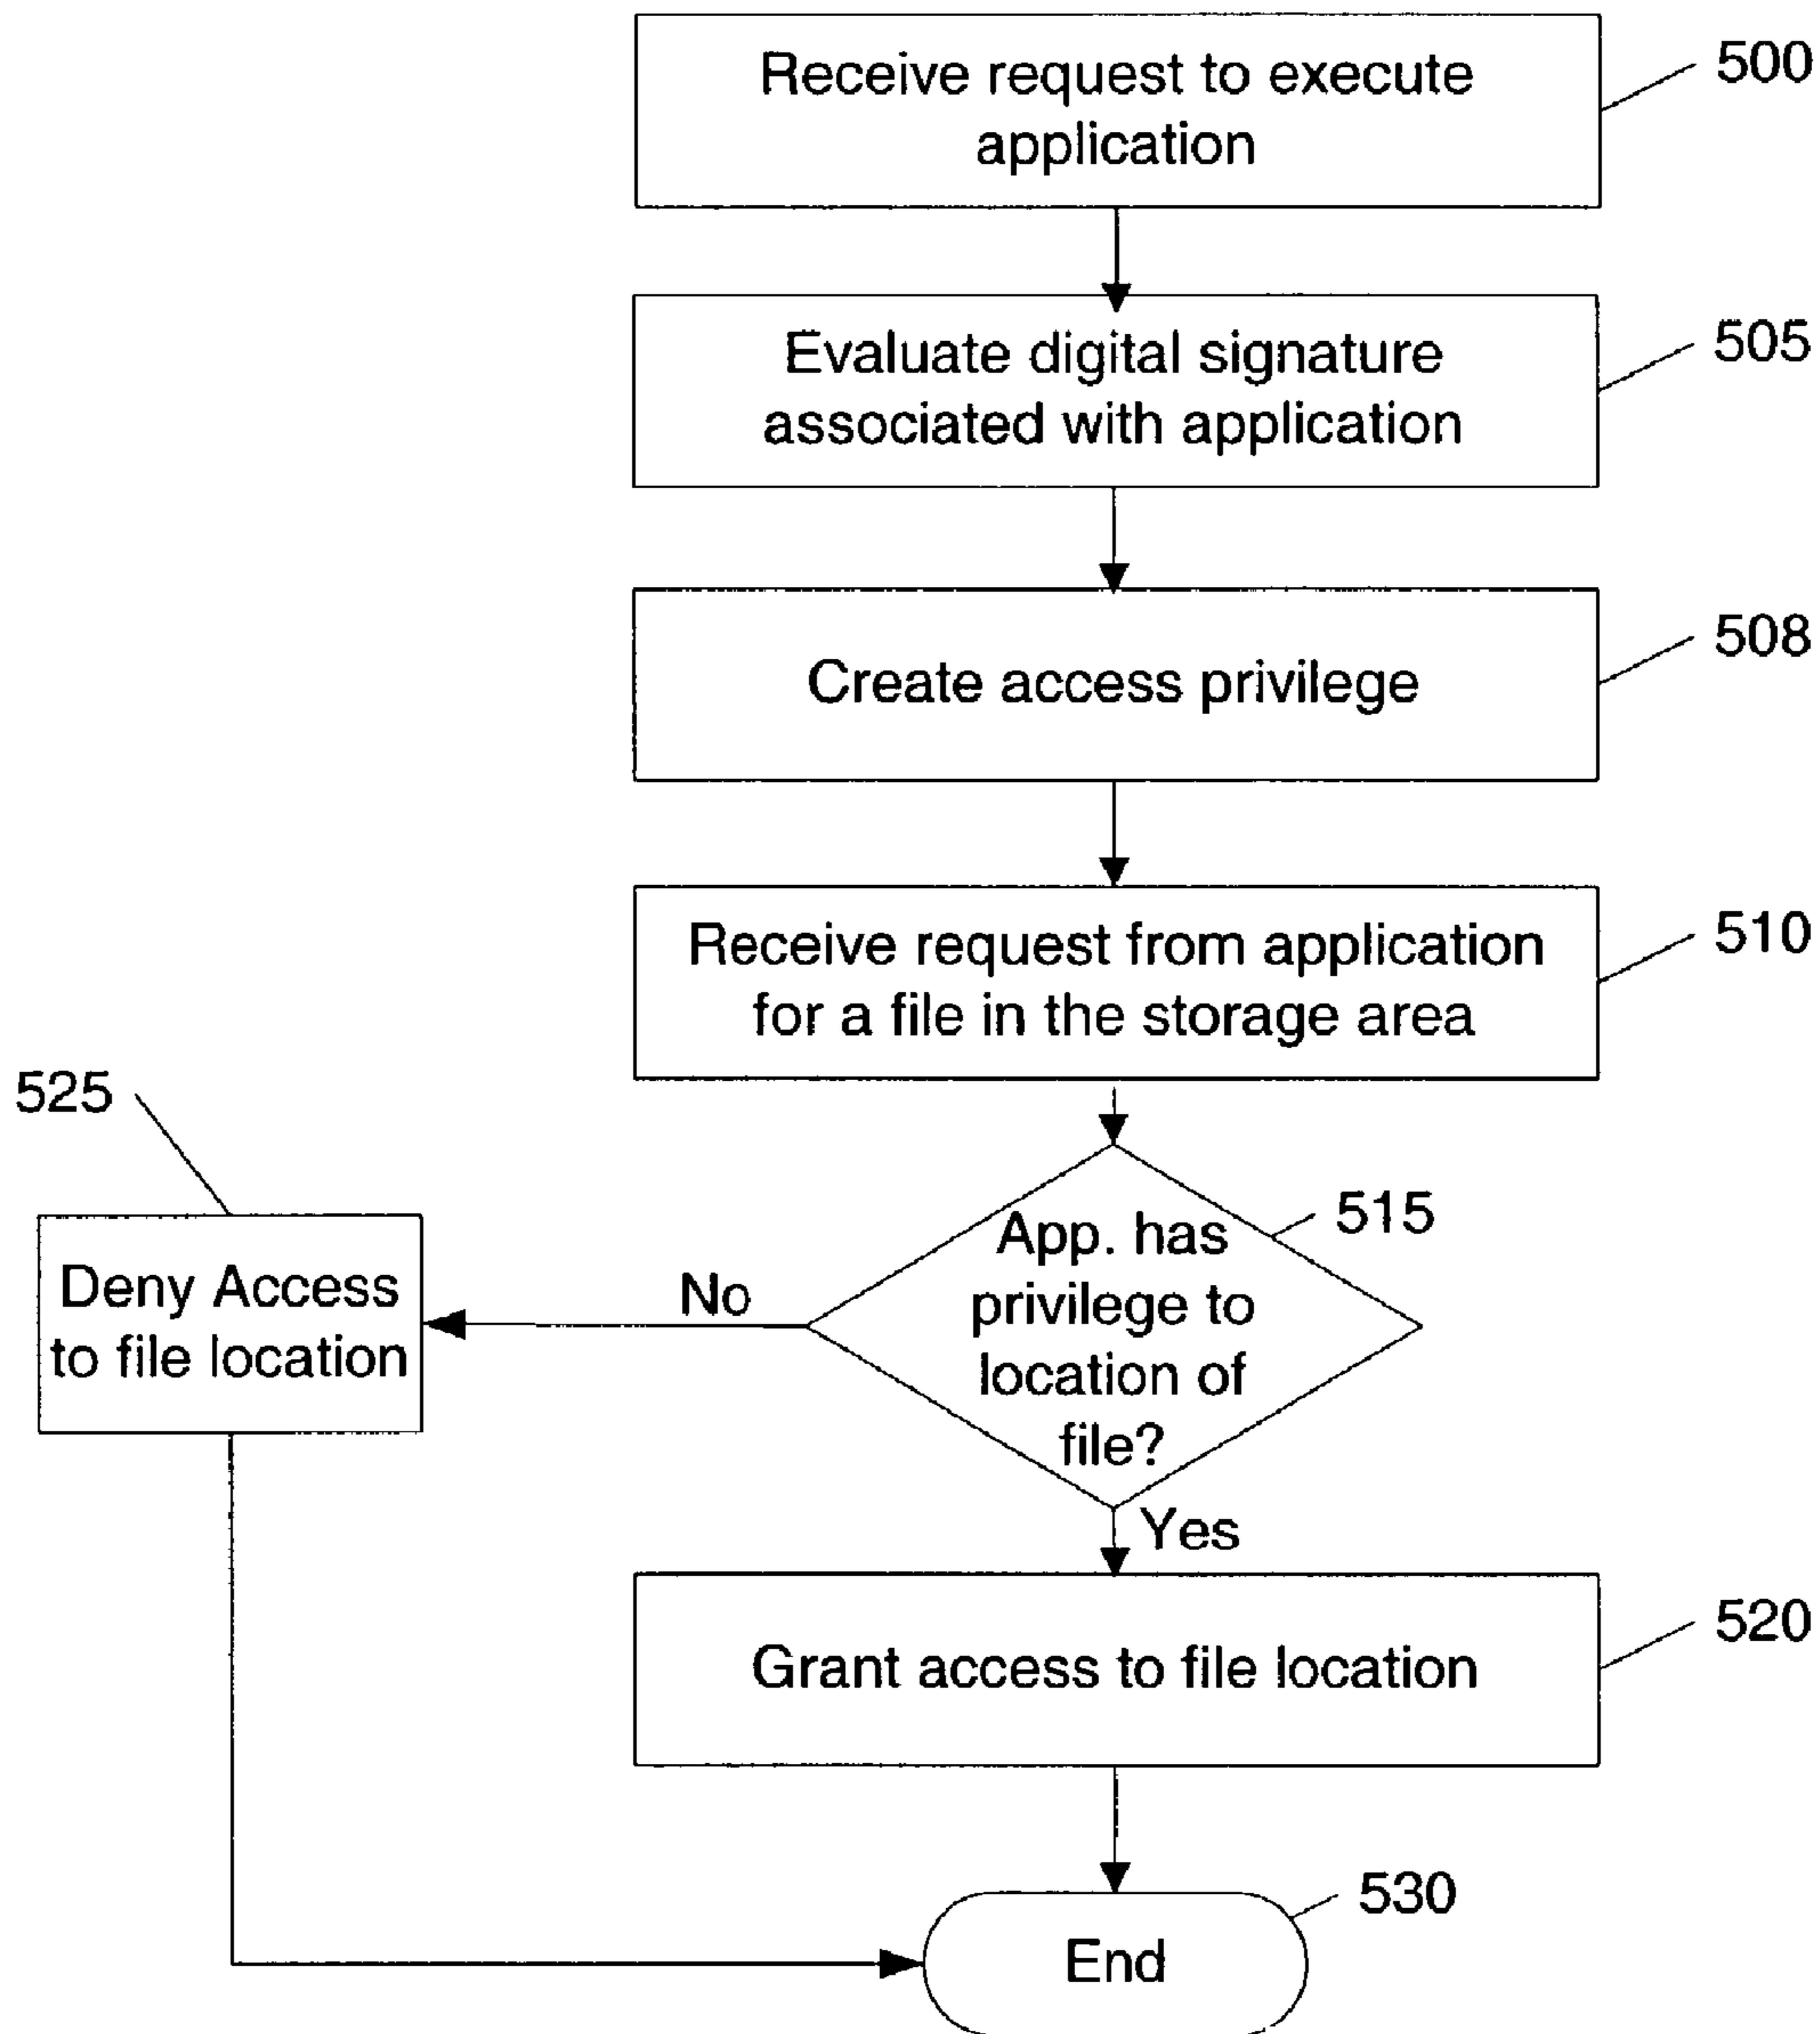 Receive request to execute
application
500
Evaluate digital signature
associated with application
505
Create access privilege
508
Receive request from application
for a file in the storage area
510
525
Deny Access
to file location
No
App. has
privilege to
location of
file?
515
Yes
Grant access to file location
520
End
530